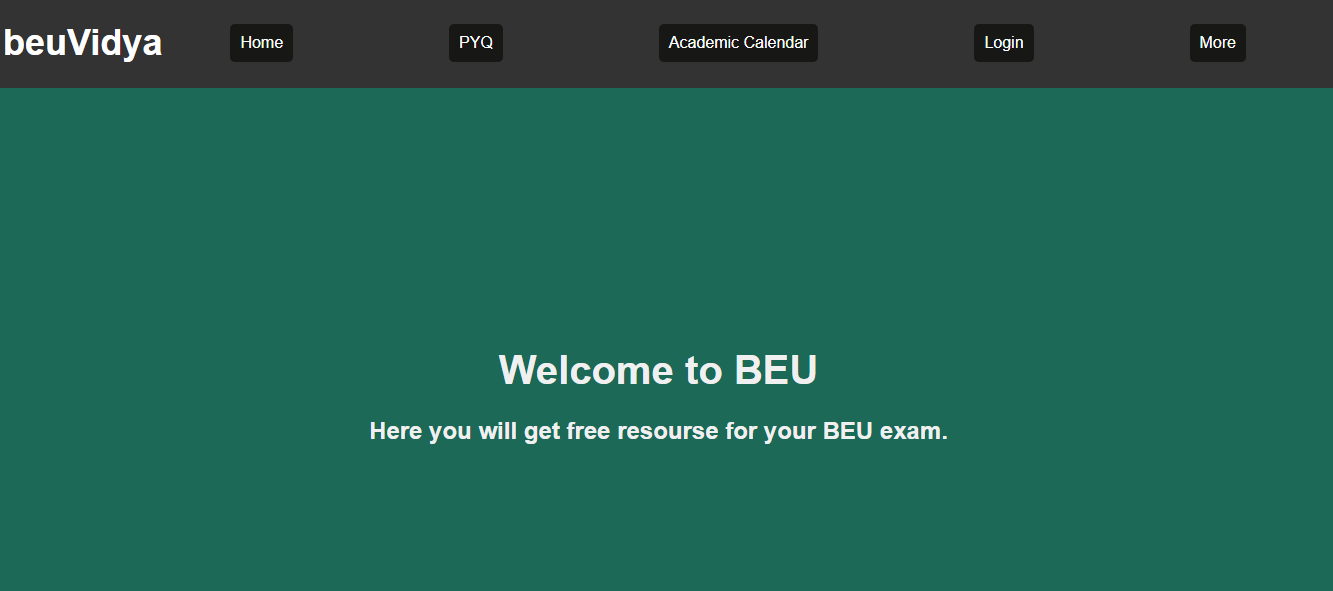 beuVidya Home PYQ Academic Calendar Login More
Welcome to BEU
Here you will get free resourse for your BEU exam.